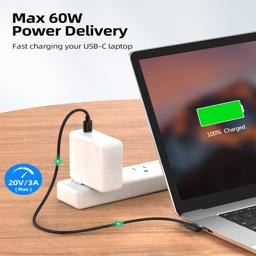 Max 60W
Power Delivery
Fast charging your USB-C laptop
100% Charged
20V/3A
(Max)